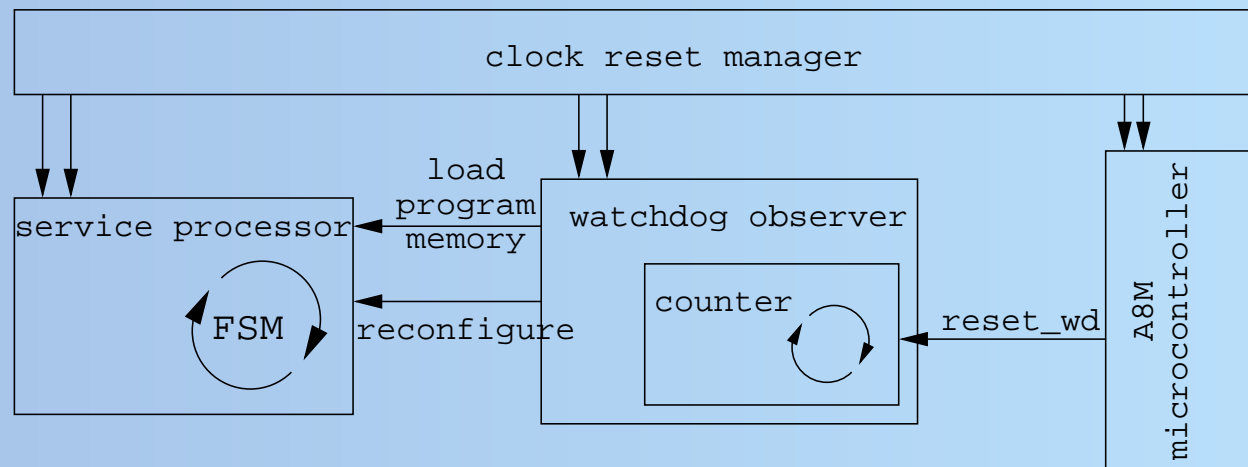 clock reset manager
load
program
memory
service processor
FSM
reconfigure
watchdog observer
counter
reset_wd
A8M
microcontroller